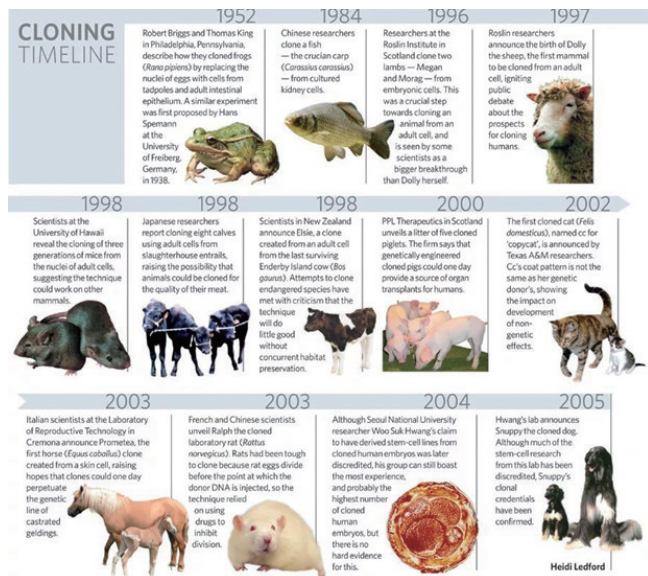 CLONING
TIMELINE
1952
Robert Briggs and Thomas King
in Philadelphia, Pennsylvania,
describe how they cloned frogs
(Rana pipiens) by replacing the
nuclei of eggs with cells from
tadpoles and adult intestinal
epithelium. A similar experiment
was first proposed by Hans
Spemann
at the
University
of Freiberg,
Germany,
in 1938.
1984
Chinese researchers
clone a fish
— the crucian carp
(Carassius carassius)
— from cultured
kidney cells.
1996
Researchers at the
Roslin Institute in
Scotland clone two
lambs — Megan
and Morag — from
embryonic cells. This
was a crucial step
towards cloning an
animal from an
adult cell, and
is seen by some
scientists as a
bigger breakthrough
than Dolly herself.
1997
Roslin researchers
announce the birth of Dolly
the sheep, the first mammal
to be cloned from an adult
cell, igniting
public
debate
about the
prospects
for cloning
humans.
1998
Scientists at the
University of Hawaii
reveal the cloning of three
generations of mice from
the nuclei of adult cells,
suggesting the technique
could work on other
mammals.
1998
Japanese researchers
report cloning eight calves
using adult cells from
slaughterhouse entrails,
raising the possibility that
animals could be cloned for
the quality of their meat.
1998
Scientists in New Zealand
announce Elsie, a clone
created from an adult cell
from the last surviving
Enderby Island cow (Bos
gaurus). Attempts to clone
endangered species have
met with criticism that the
technique
will do
little good
without
concurrent habitat
preservation.
2000
PPL Therapeutics in Scotland
unveils a litter of five cloned
piglets. The firm says that
genetically engineered
cloned pigs could one day
provide a source of organ
transplants for humans.
2002
The first cloned cat (Felis
domesticus), named cc for
'copycat', is announced by
Texas A&M researchers.
Cc's coat pattern is not the
same as her genetic
donor's, showing
the impact on
development
of non-
genetic
effects.
2003
Italian scientists at the Laboratory
of Reproductive Technology in
Cremona announce Prometea, the
first horse (Equus caballus) clone
created from a skin cell, raising
hopes that clones could one day
perpetuate
the genetic
line of
castrated
geldings.
2003
French and Chinese scientists
unveil Ralph the cloned
laboratory rat (Rattus
norvegicus). Rats had been tough
to clone because rat eggs divide
before the point at which the
donor DNA is injected, so the
technique relied
on using
drugs to
inhibit
division.
2004
Although Seoul National University
researcher Woo Suk Hwang's claim
to have derived stem-cell lines from
cloned human embryos was later
discredited, his group can still boast
the most
experience,
and probably the
highest number
of cloned
human
embryos, but
there is no
hard evidence
for this.
2005
Hwang's lab announces
Snuppy the cloned dog.
Although much of the
stem-cell research
from this lab has been
discredited, Snuppy's
clonal
credentials
have been
confirmed.
Heidi Ledford